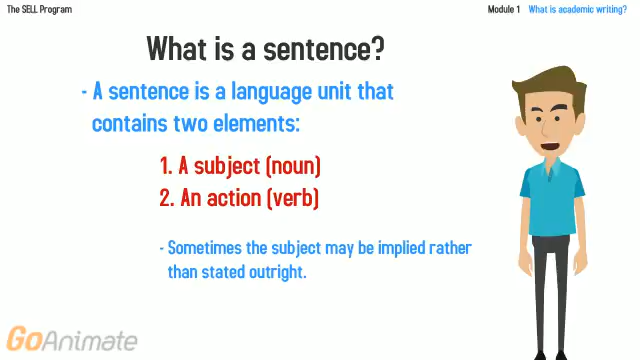 The SELL Program
Module 1 What is academic writing?
What is a sentence?
- A sentence is a language unit that
contains two elements:
1. A subject (noun)
2. An action (verb)
- Sometimes the subject may be implied rather
than stated outright.
GoAnimate